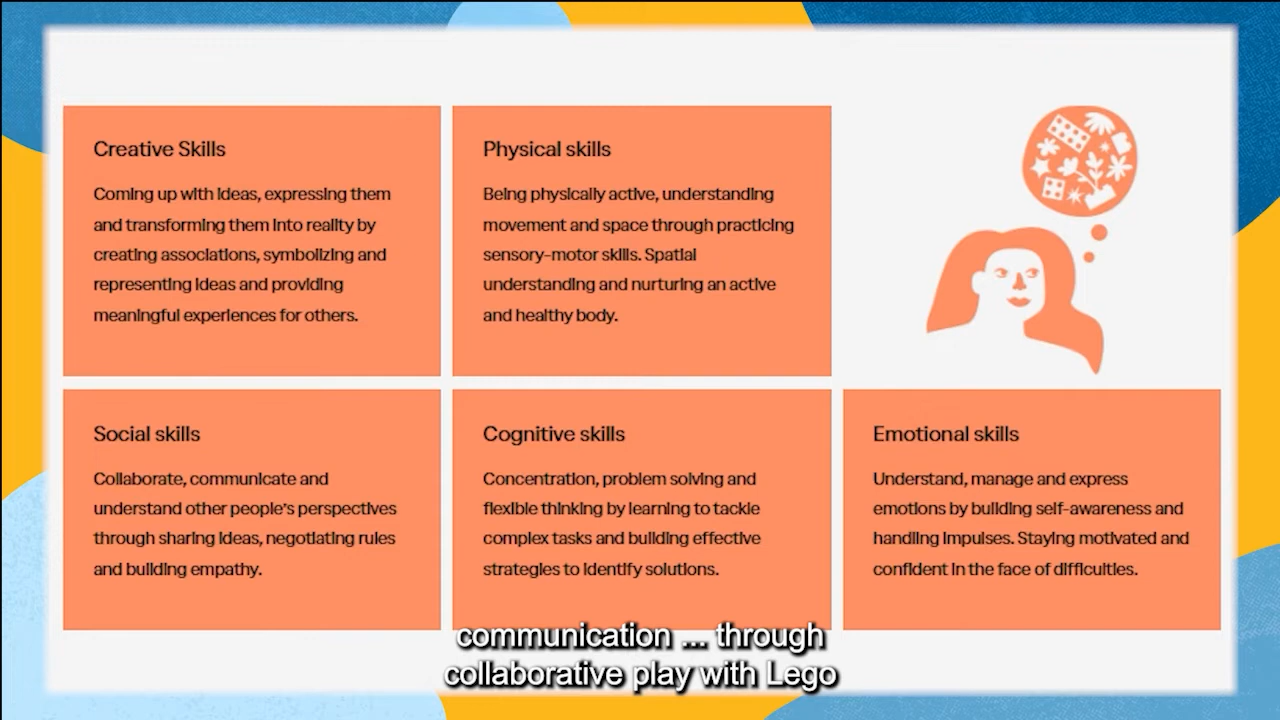 Creative Skills
Coming up with ideas, expressing them
and transforming them into reality by
creating associations, symbolizing and
representing ideas and providing
meaningful experiences for others.
Physical skills
Being physically active, understanding
movement and space through practicing
sensory-motor skills. Spatial
understanding and nurturing an active
and healthy body.
Social skills
Collaborate, communicate and
understand other people's perspectives
through sharing ideas, negotiating rules
and building empathy.
Cognitive skills
Concentration, problem solving and
flexible thinking by learning to tackle
complex tasks and building effective
strategies to identify solutions.
Emotional skills
Understand, manage and express
emotions by building self-awareness and
handling impulses. Staying motivated and
confident in the face of difficulties.
communication ... through
collaborative play with Lego